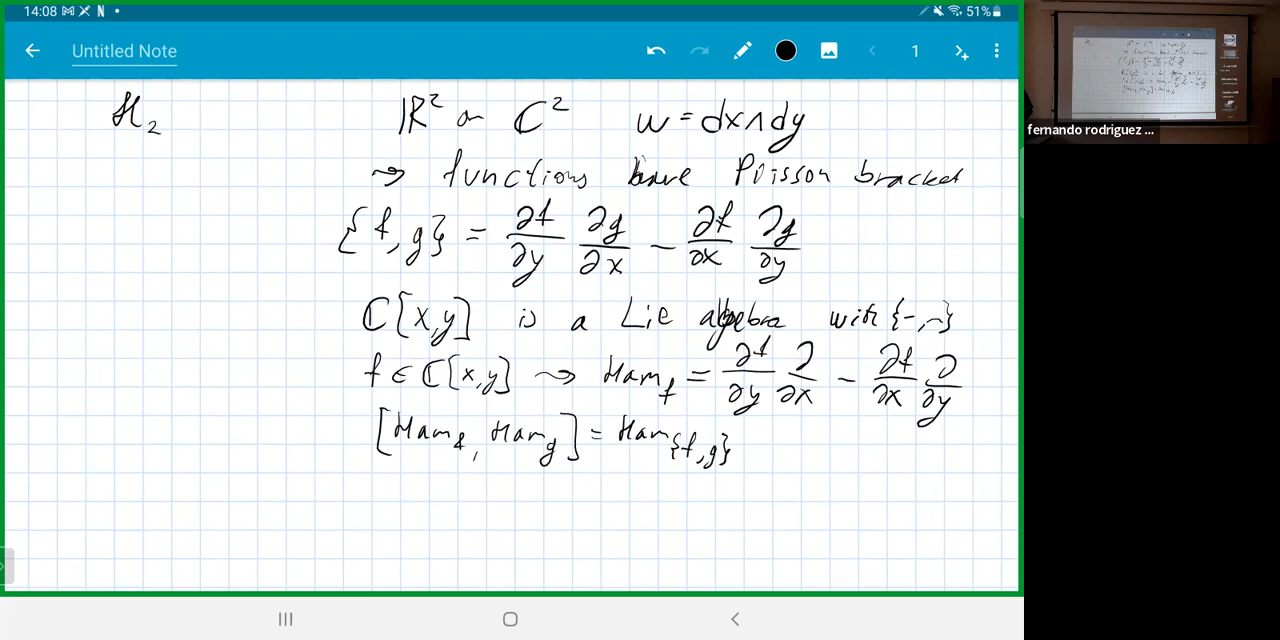 14:08 51%
Untitled Note
1
ℋ₂ ℝ² or ℂ² w = dx∧dy
⇝ functions have Poisson bracket
{f, g} = ∂f/∂y ∂g/∂x − ∂f/∂x ∂g/∂y
ℂ[x,y] is a Lie algebra with {-,-}
f ∈ ℂ[x,y] ⇝ Ham_f = ∂f/∂y ∂/∂x − ∂f/∂x ∂/∂y
[Ham_f, Ham_g] = Ham_{f,g}
fernando rodriguez ...